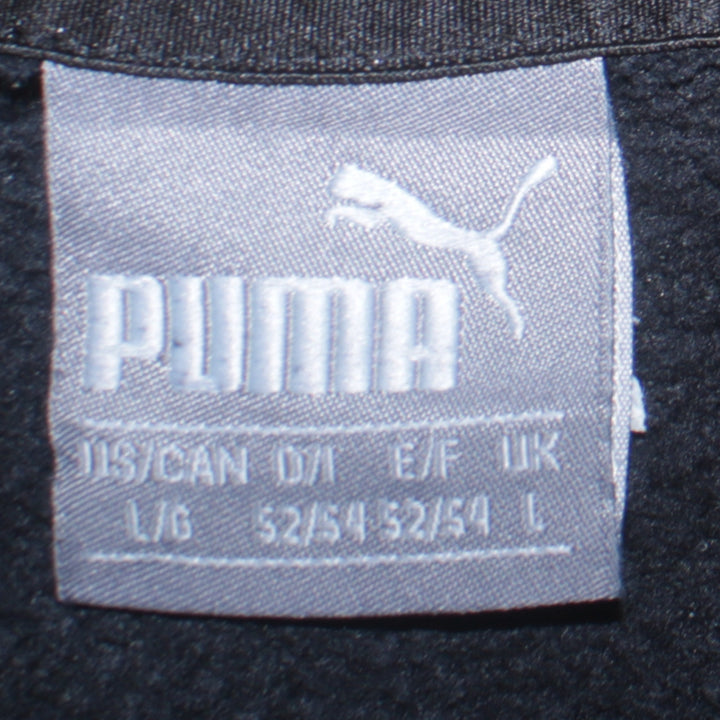 PUMA
US/CAN D/I E/F UK
L/G 52/54 52/54 L